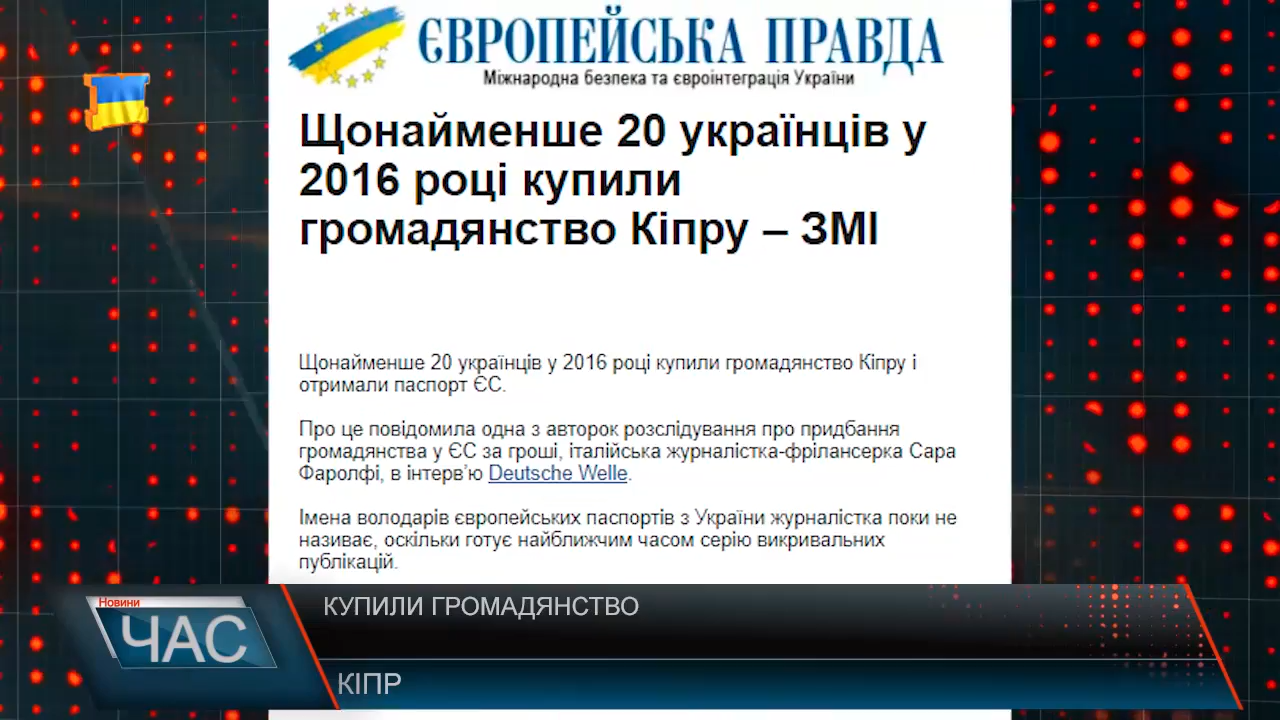 ЄВРОПЕЙСЬКА ПРАВДА
Міжнародна безпека та євроінтеграція України
Щонайменше 20 українців у
2016 році купили
громадянство Кіпру – ЗМІ
Щонайменше 20 українців у 2016 році купили громадянство Кіпру і
отримали паспорт ЄС.
Про це повідомила одна з авторок розслідування про придбання
громадянства у ЄС за гроші, італійська журналістка-фрілансерка Сара
Фаролфі, в інтерв'ю Deutsche Welle.
Імена володарів європейських паспортів з України журналістка поки не
називає, оскільки готує найближчим часом серію викривальних
публікацій.
Новини
ЧАС
КУПИЛИ ГРОМАДЯНСТВО
КІПР